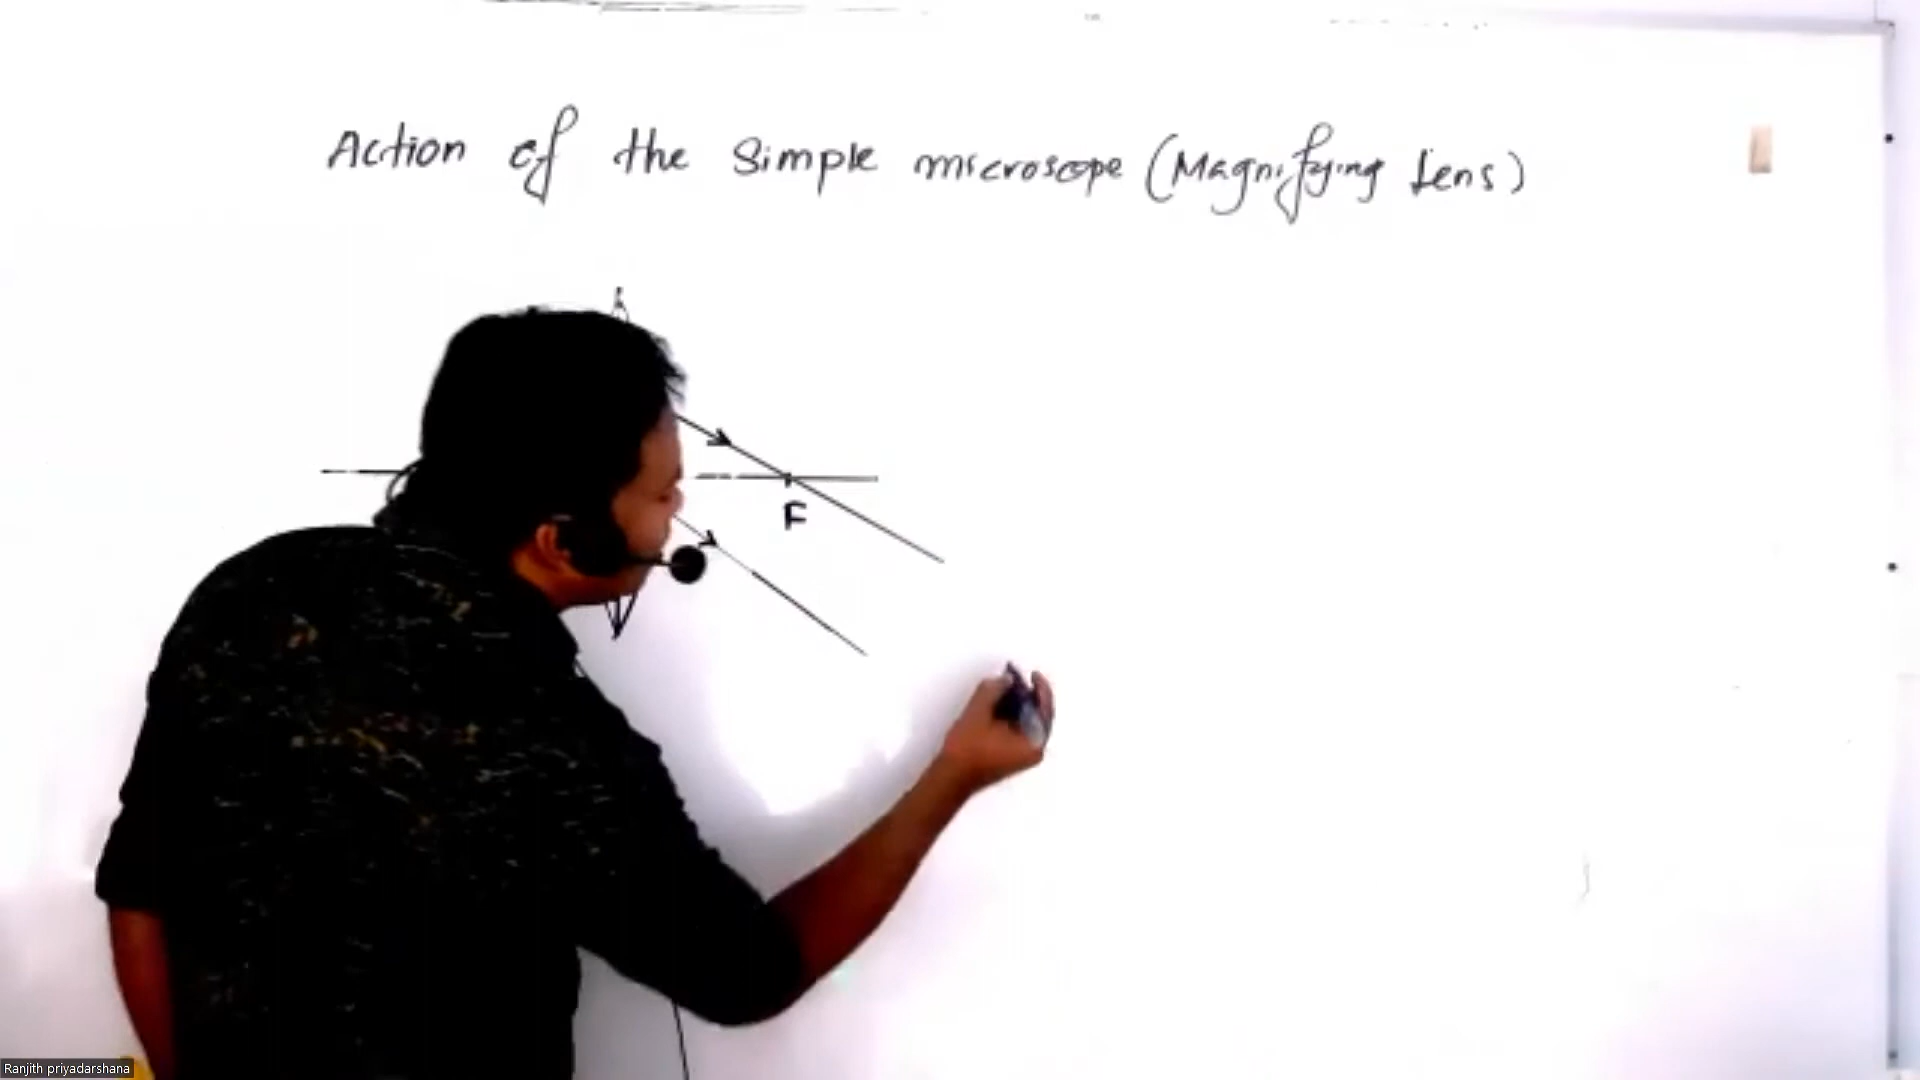 Action of the Simple microscope (Magnifying Lens)
F
Ranjith priyadarshana